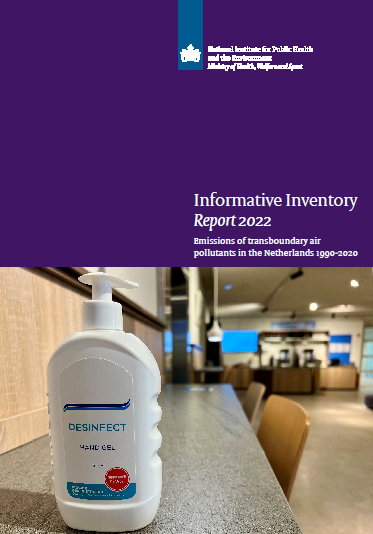 National Institute for Public Health
and the Environment
Ministry of Health, Welfare and Sport
Informative Inventory
Report 2022
Emissions of transboundary air
pollutants in the Netherlands 1990-2020
DESINFECT
HAND GEL